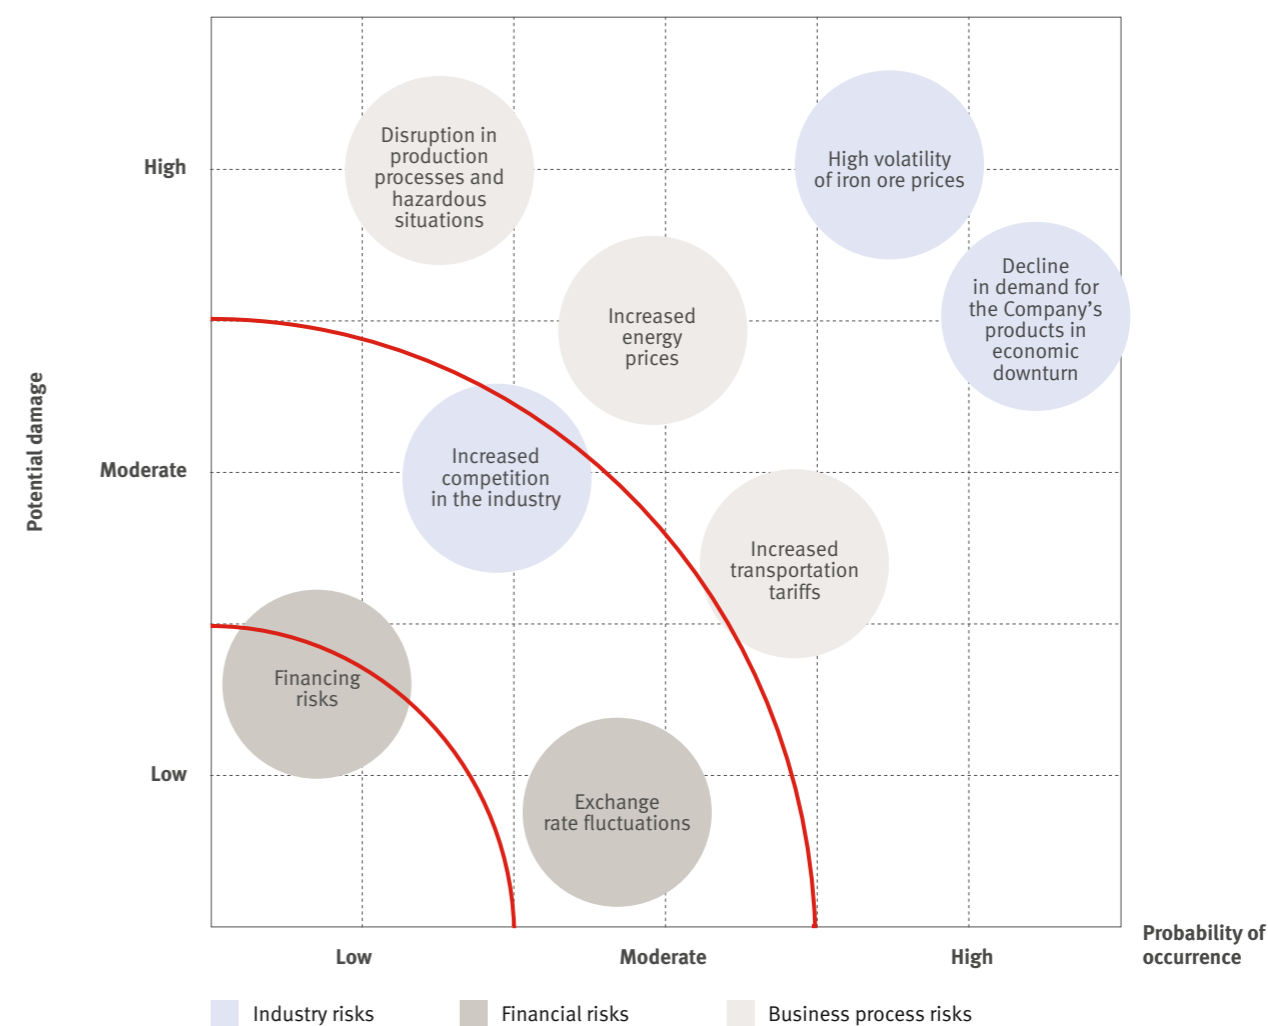 Disruption in
production
processes and
hazardous
situations
High volatility
of iron ore prices
High
Decline
in demand for
the Company’s
products in
economic
downturn
Increased
energy
prices
Potential damage
Moderate
Increased
competition
in the industry
Increased
transportation
tariffs
Financing
risks
Low
Exchange
rate fluctuations
Probability of
occurrence
Low
Moderate
High
Industry risks
Financial risks
Business process risks